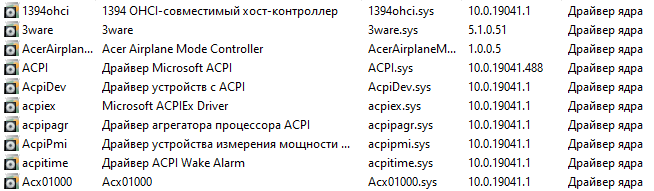 1394ohci 1394 OHCI-совместимый хост-контроллер 1394ohci.sys 10.0.19041.1 Драйвер ядра
3ware 3ware 3ware.sys 5.1.0.51 Драйвер ядра
AcerAirplan... Acer Airplane Mode Controller AcerAirplaneM... 1.0.0.5 Драйвер ядра
ACPI Драйвер Microsoft ACPI ACPI.sys 10.0.19041.488 Драйвер ядра
AcpiDev Драйвер устройств с ACPI AcpiDev.sys 10.0.19041.1 Драйвер ядра
acpiex Microsoft ACPIEx Driver acpiex.sys 10.0.19041.1 Драйвер ядра
acpipagr Драйвер агрегатора процессора ACPI acpipagr.sys 10.0.19041.1 Драйвер ядра
AcpiPmi Драйвер устройства измерения мощности ... acpipmi.sys 10.0.19041.1 Драйвер ядра
acpitime Драйвер ACPI Wake Alarm acpitime.sys 10.0.19041.1 Драйвер ядра
Acx01000 Acx01000 Acx01000.sys 10.0.19041.1 Драйвер ядра